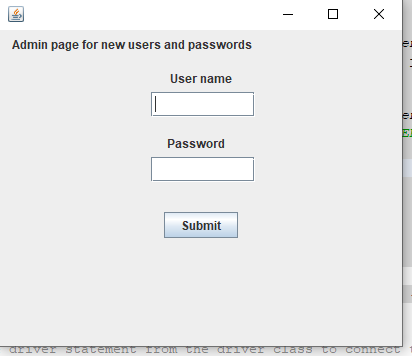 Admin page for new users and passwords
User name
Password
Submit
driver statement from the driver class to connect